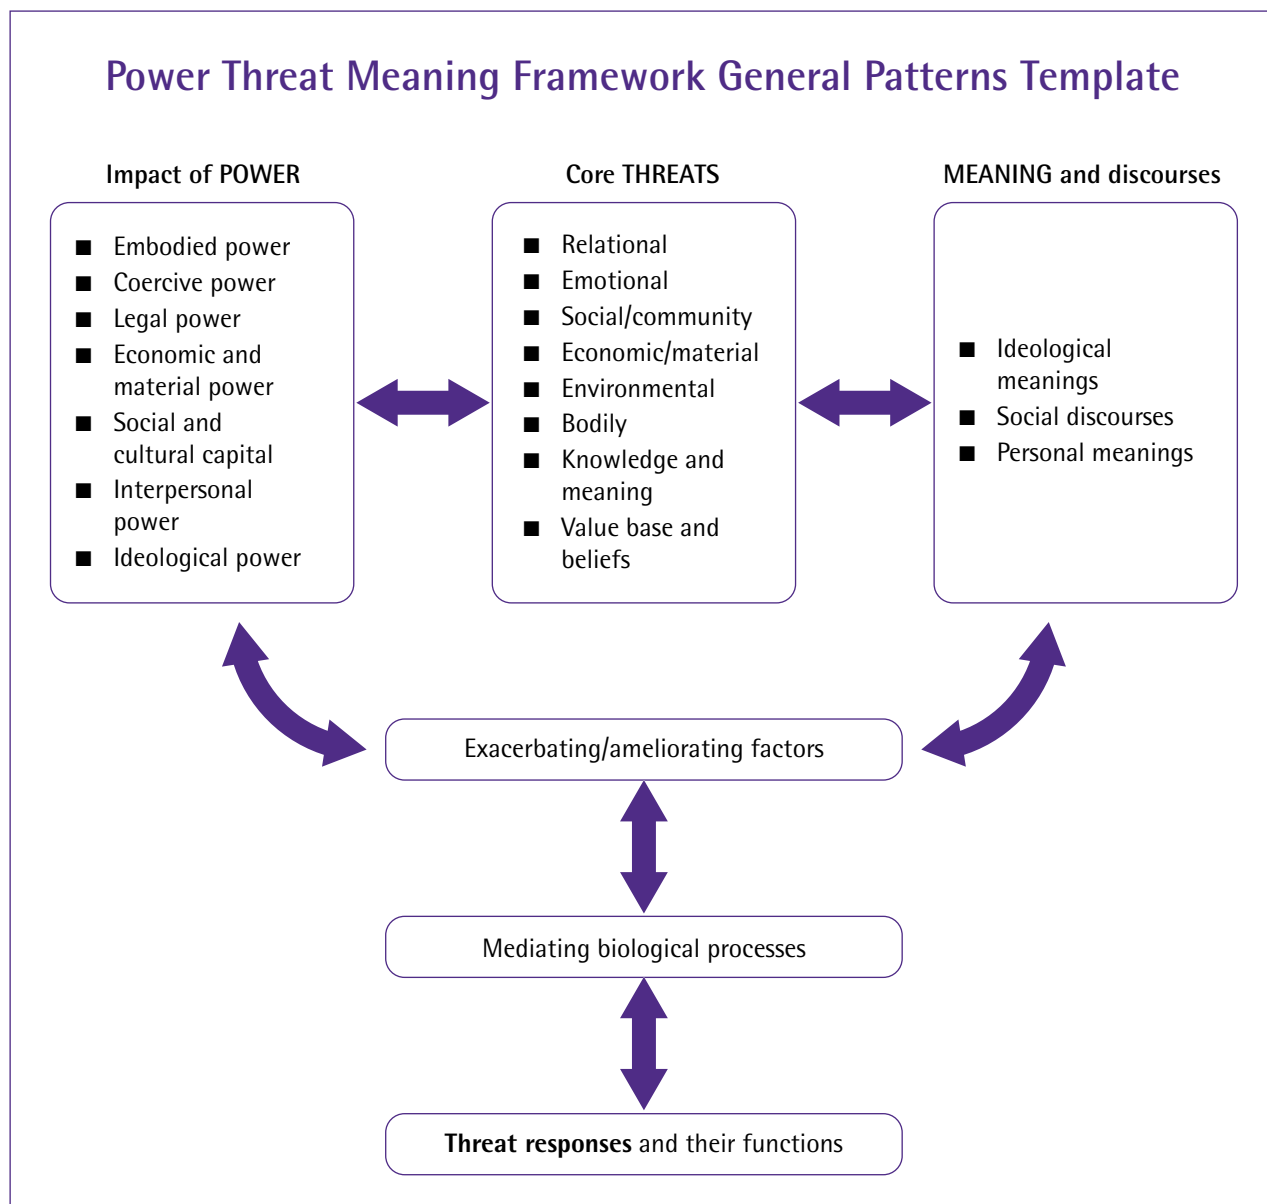 Power Threat Meaning Framework General Patterns Template
Impact of POWER
■ Embodied power
■ Coercive power
■ Legal power
■ Economic and
material power
■ Social and
cultural capital
■ Interpersonal
power
■ Ideological power
Core THREATS
■ Relational
■ Emotional
■ Social/community
■ Economic/material
■ Environmental
■ Bodily
■ Knowledge and
meaning
■ Value base and
beliefs
MEANING and discourses
■ Ideological
meanings
■ Social discourses
■ Personal meanings
Exacerbating/ameliorating factors
Mediating biological processes
Threat responses and their functions